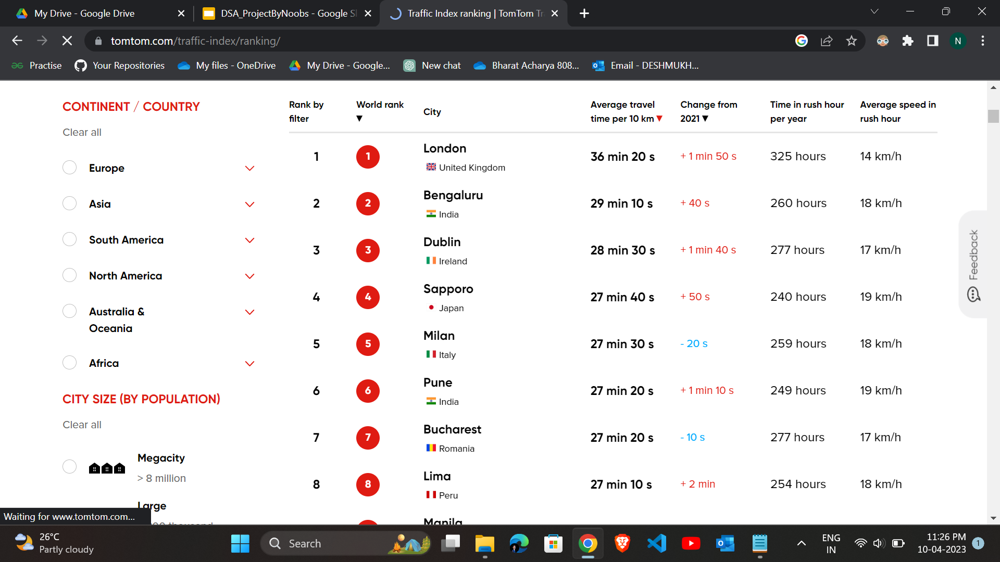 My Drive - Google Drive
DSA_ProjectByNoobs - Google Sl
Traffic Index ranking | TomTom Tr
tomtom.com/traffic-index/ranking/
N
Practise
Your Repositories
My files - OneDrive
My Drive - Google...
New chat
Bharat Acharya 808...
Email - DESHMUKH...
CONTINENT / COUNTRY
Clear all
Europe
Asia
South America
North America
Australia &
Oceania
Africa
CITY SIZE (BY POPULATION)
Clear all
Megacity
> 8 million
Large
Rank by filter World rank ▼ City Average travel time per 10 km ▼ Change from 2021 ▼ Time in rush hour per year Average speed in rush hour
1 1 London 36 min 20 s + 1 min 50 s 325 hours 14 km/h
United Kingdom
2 2 Bengaluru 29 min 10 s + 40 s 260 hours 18 km/h
India
3 3 Dublin 28 min 30 s + 1 min 40 s 277 hours 17 km/h
Ireland
4 4 Sapporo 27 min 40 s + 50 s 240 hours 19 km/h
Japan
5 5 Milan 27 min 30 s - 20 s 259 hours 18 km/h
Italy
6 6 Pune 27 min 20 s + 1 min 10 s 249 hours 19 km/h
India
7 7 Bucharest 27 min 20 s - 10 s 277 hours 17 km/h
Romania
8 8 Lima 27 min 10 s + 2 min 254 hours 18 km/h
Peru
Manila
Feedback
Waiting for www.tomtom.com...
26°C
Partly cloudy
Search
ENG
IN
11:26 PM
10-04-2023
1